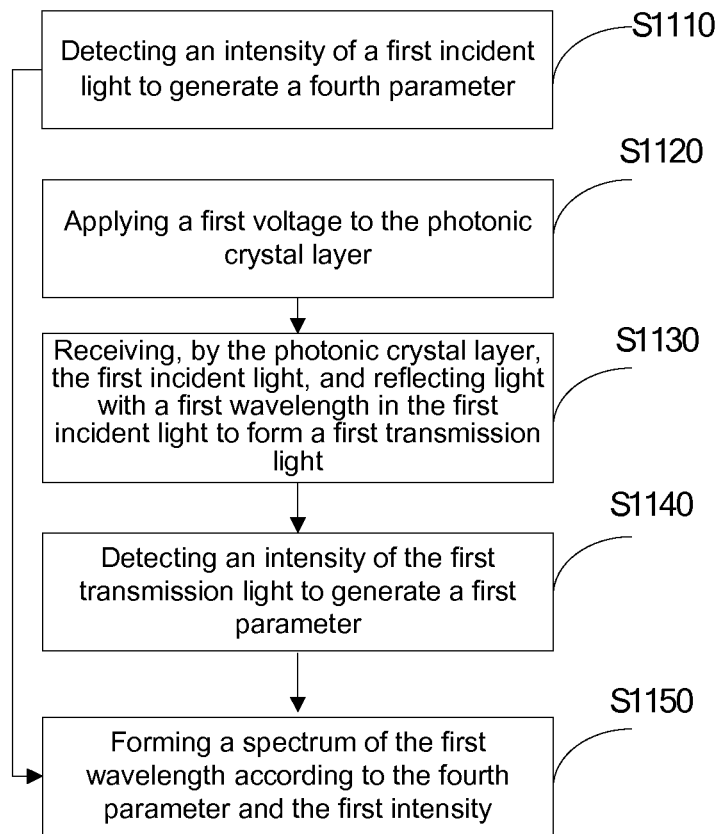 Detecting an intensity of a first incident
light to generate a fourth parameter
S1110
S1120
Applying a first voltage to the photonic
crystal layer
S1130
Receiving, by the photonic crystal layer,
the first incident light, and reflecting light
with a first wavelength in the first
incident light to form a first transmission
light
S1140
Detecting an intensity of the first
transmission light to generate a first
parameter
S1150
Forming a spectrum of the first
wavelength according to the fourth
parameter and the first intensity